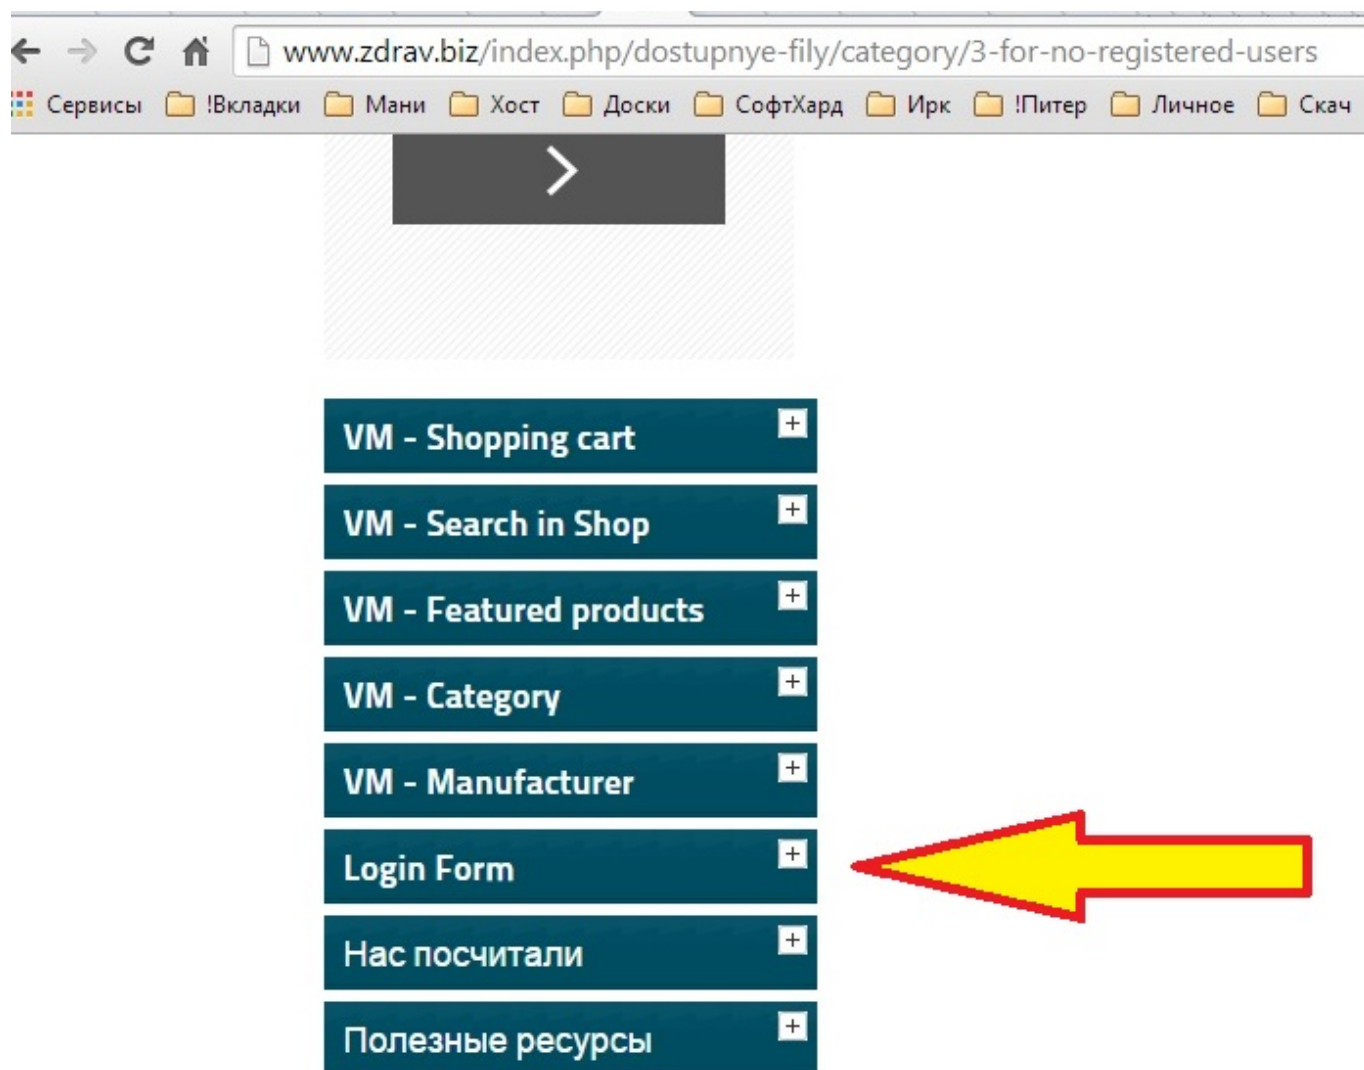 www.zdrav.biz/index.php/dostupnye-fily/category/3-for-no-registered-users
Сервисы !Вкладки Мани Хост Доски СофтХард Ирк !Питер Личное Скач
VM - Shopping cart
VM - Search in Shop
VM - Featured products
VM - Category
VM - Manufacturer
Login Form
Нас посчитали
Полезные ресурсы